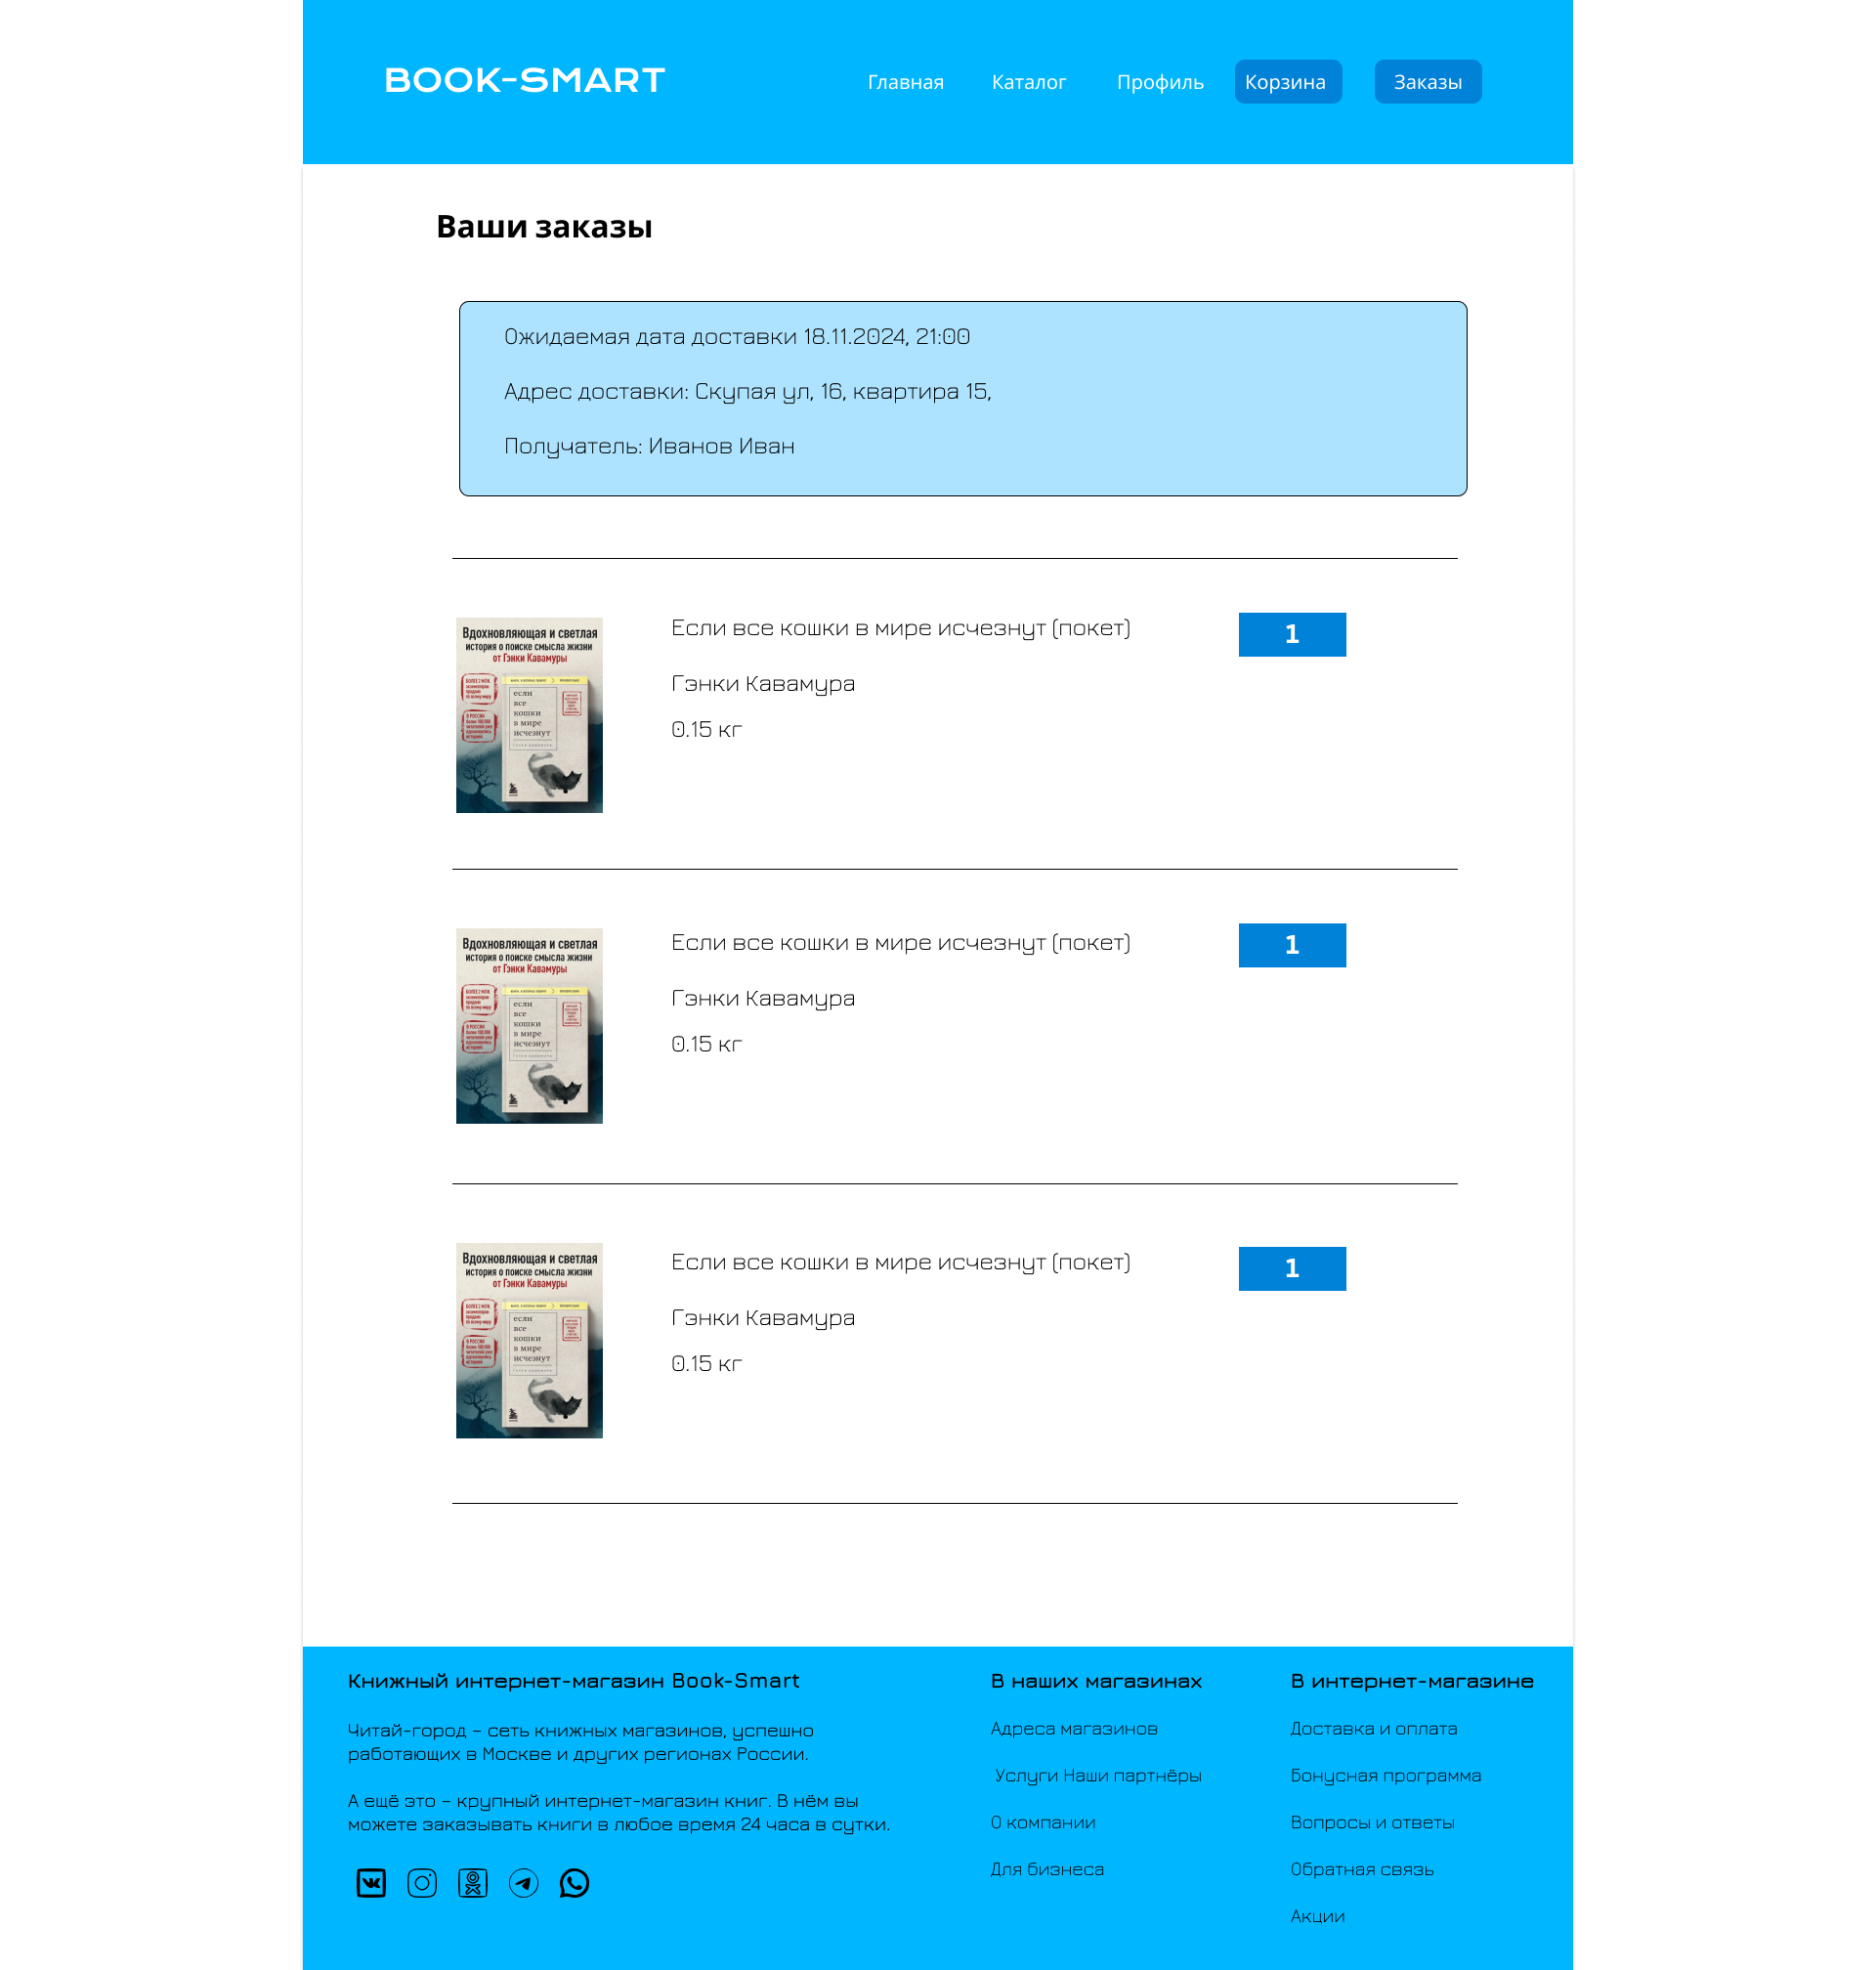 BOOK-SMART
Главная Каталог Профиль Корзина Заказы
Ваши заказы
Ожидаемая дата доставки 18.11.2024, 21:00
Адрес доставки: Скупая ул, 16, квартира 15,
Получатель: Иванов Иван
Вдохновляющая и светлая
история о поиске смысла жизни
от Гэнки Кавамуры
если
все
кошки
в мире
исчезнут
Если все кошки в мире исчезнут (покет)
1
Гэнки Кавамура
0.15 кг
Вдохновляющая и светлая
история о поиске смысла жизни
от Гэнки Кавамуры
если
все
кошки
в мире
исчезнут
Если все кошки в мире исчезнут (покет)
1
Гэнки Кавамура
0.15 кг
Вдохновляющая и светлая
история о поиске смысла жизни
от Гэнки Кавамуры
если
все
кошки
в мире
исчезнут
Если все кошки в мире исчезнут (покет)
1
Гэнки Кавамура
0.15 кг
Книжный интернет-магазин Book-Smart
Читай-город – сеть книжных магазинов, успешно
работающих в Москве и других регионах России.
А ещё это – крупный интернет-магазин книг. В нём вы
можете заказывать книги в любое время 24 часа в сутки.
В наших магазинах
Адреса магазинов
Услуги Наши партнёры
О компании
Для бизнеса
В интернет-магазине
Доставка и оплата
Бонусная программа
Вопросы и ответы
Обратная связь
Акции